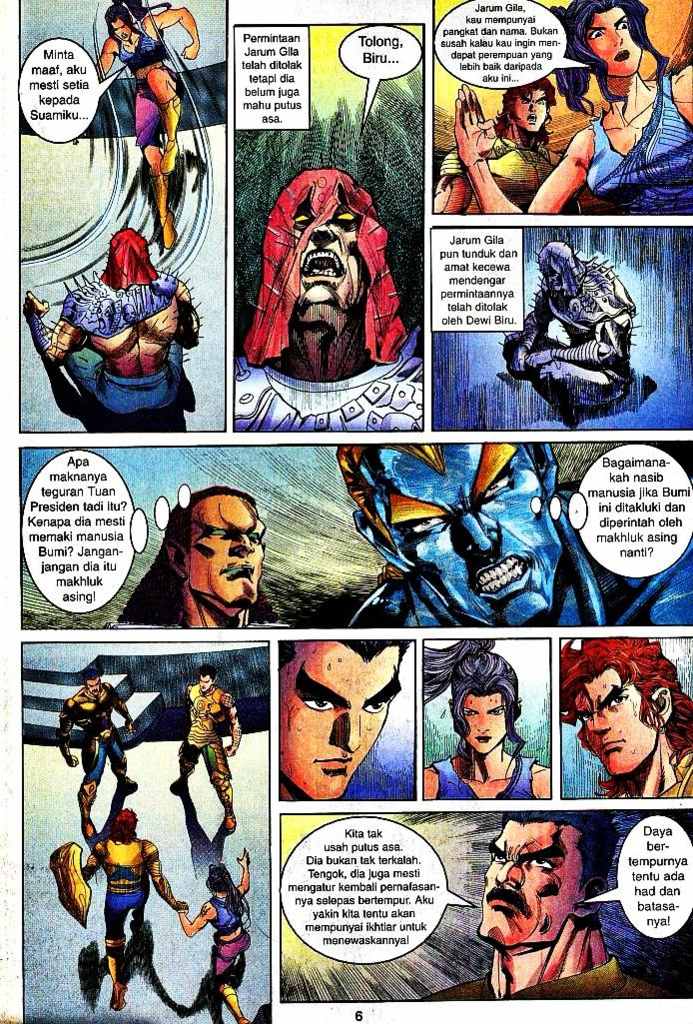 Minta
maaf, aku
mesti setia
kepada
Suamiku...
Permintaan
Jarum Gila
telah ditolak
tetapi dia
belum juga
mahu putus
asa.
Tolong,
Biru...
Jarum Gila,
kau mempunyai
pangkat dan nama. Bukan
susah kalau kau ingin men-
dapat perempuan yang
lebih baik daripada
aku ini...
Jarum Gila
pun tunduk dan
amat kecewa
mendengar
permintaannya
telah ditolak
oleh Dewi Biru.
Apa
maknanya
teguran Tuan
Presiden tadi itu?
Kenapa dia mesti
memaki manusia
Bumi? Jangan-
jangan dia itu
makhluk
asing!
Bagaimana-
kah nasib
manusia jika Bumi
ini ditakluki dan
diperintah oleh
makhluk asing
nanti?
Kita tak
usah putus asa.
Dia bukan tak terkalah.
Tengok, dia juga mesti
mengatur kembali pernafasan-
nya selepas bertempur. Aku
yakin kita tentu akan
mempunyai ikhtiar untuk
menewaskannya!
Daya
ber-
tempurnya
tentu ada
had dan
batasa-
nya!
6